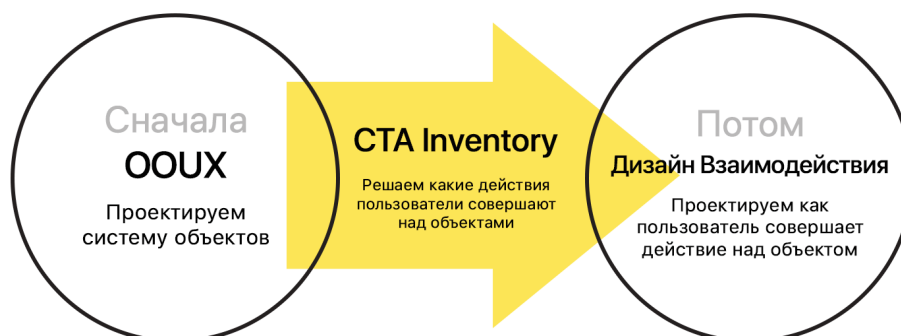 Сначала
OOUX
Проектируем
систему объектов
CTA Inventory
Решаем какие действия
пользователи совершают
над объектами
Потом
Дизайн Взаимодействия
Проектируем как
пользователь совершает
действие над объектом